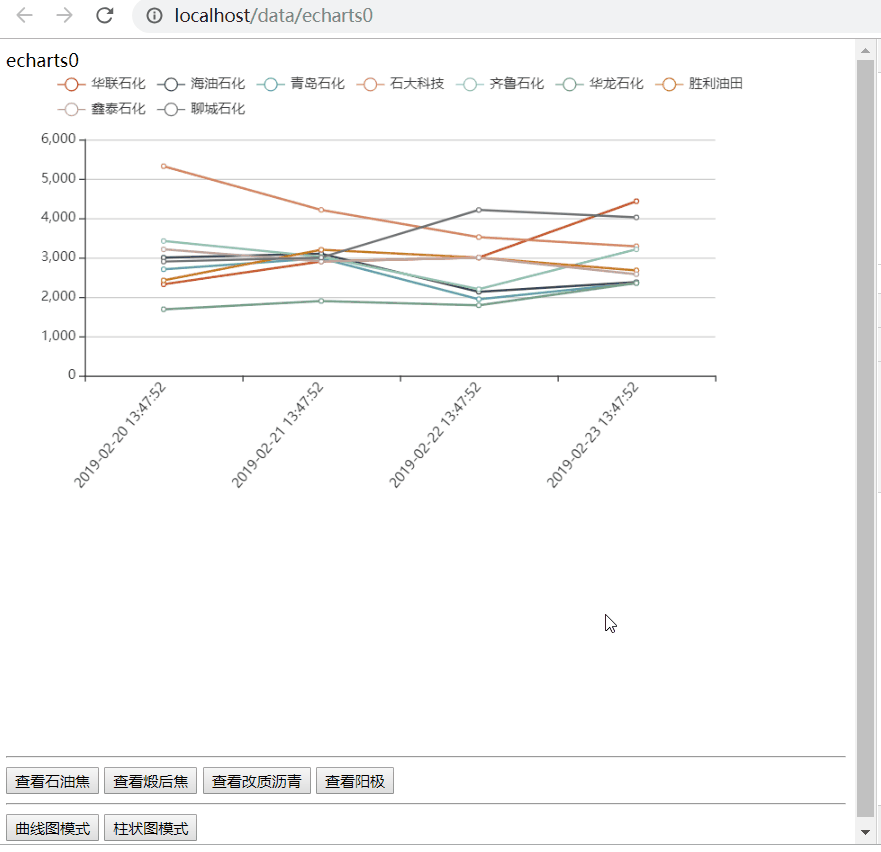 localhost/data/echarts0
echarts0
华联石化 海油石化 青岛石化 石大科技 齐鲁石化 华龙石化 胜利油田
鑫泰石化 聊城石化
6,000
5,000
4,000
3,000
2,000
1,000
0
2019-02-20 13:47:52 2019-02-21 13:47:52 2019-02-22 13:47:52 2019-02-23 13:47:52
查看石油焦 查看煅后焦 查看改质沥青 查看阳极
曲线图模式 柱状图模式